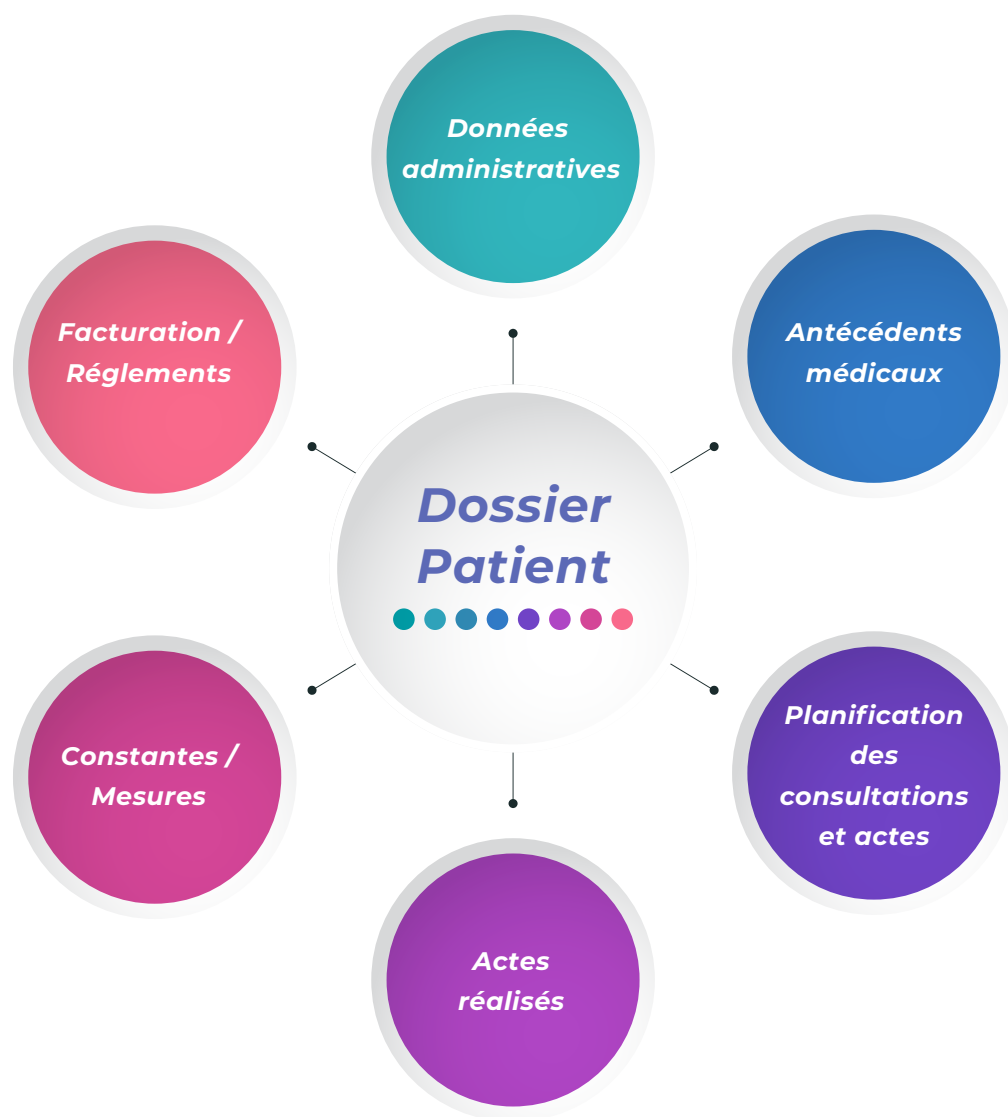 Données
administratives
Facturation /
Réglements
Antécédents
médicaux
Dossier
Patient
Constantes /
Mesures
Planification
des
consultations
et actes
Actes
réalisés